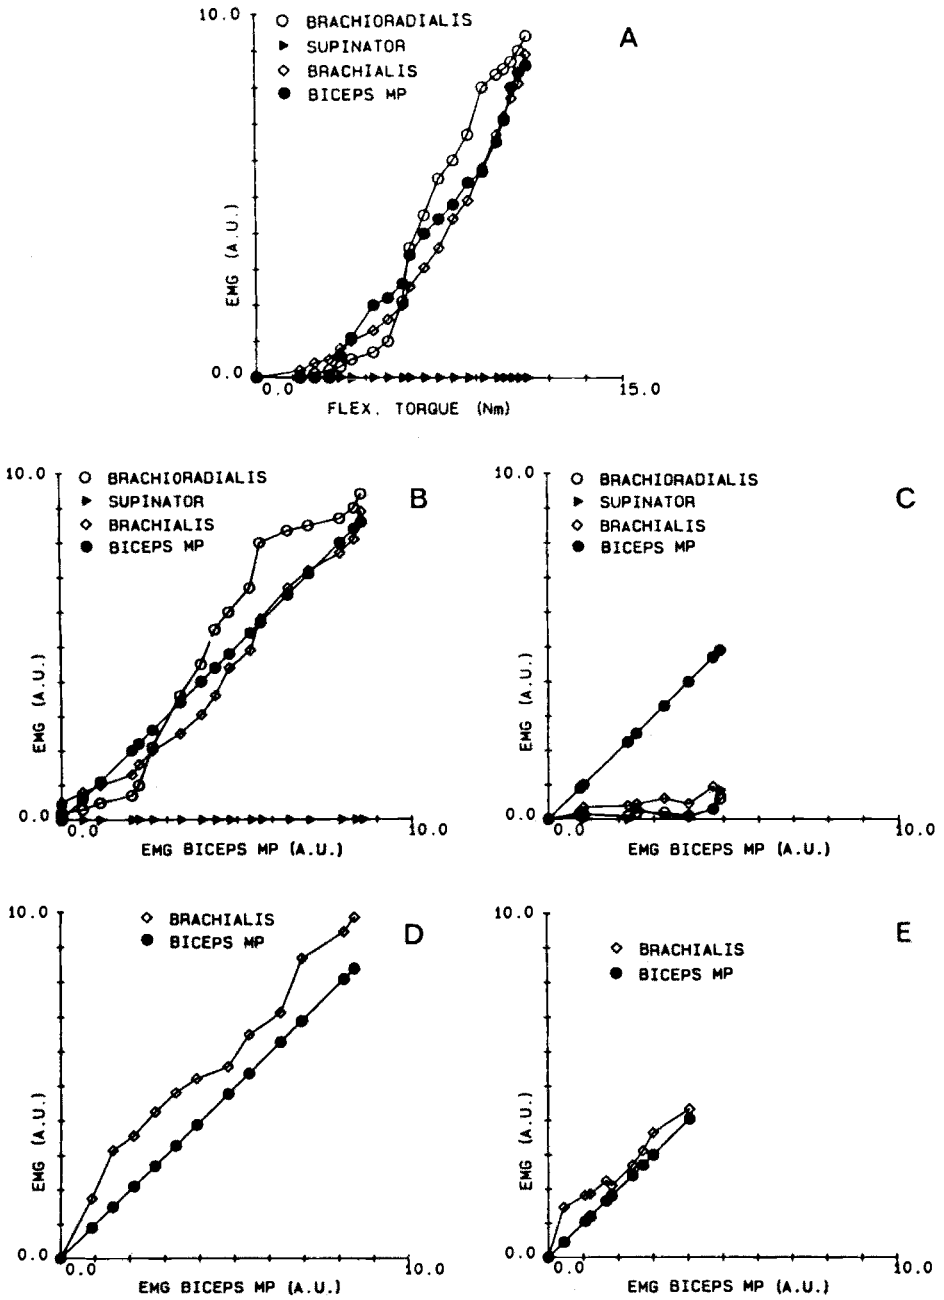 10.0
BRACHIORADIALIS
SUPINATOR
BRACHIALIS
BICEPS MP
A
EMG (A.U.)
0.0
0.0
15.0
FLEX. TORQUE (Nm)
10.0
BRACHIORADIALIS
SUPINATOR
BRACHIALIS
BICEPS MP
B
EMG (A.U.)
0.0
0.0
10.0
EMG BICEPS MP (A.U.)
10.0
BRACHIORADIALIS
SUPINATOR
BRACHIALIS
BICEPS MP
C
EMG (A.U.)
0.0
0.0
10.0
EMG BICEPS MP (A.U.)
10.0
BRACHIALIS
BICEPS MP
D
EMG (A.U.)
0.0
0.0
10.0
EMG BICEPS MP (A.U.)
10.0
BRACHIALIS
BICEPS MP
E
EMG (A.U.)
0.0
0.0
10.0
EMG BICEPS MP (A.U.)